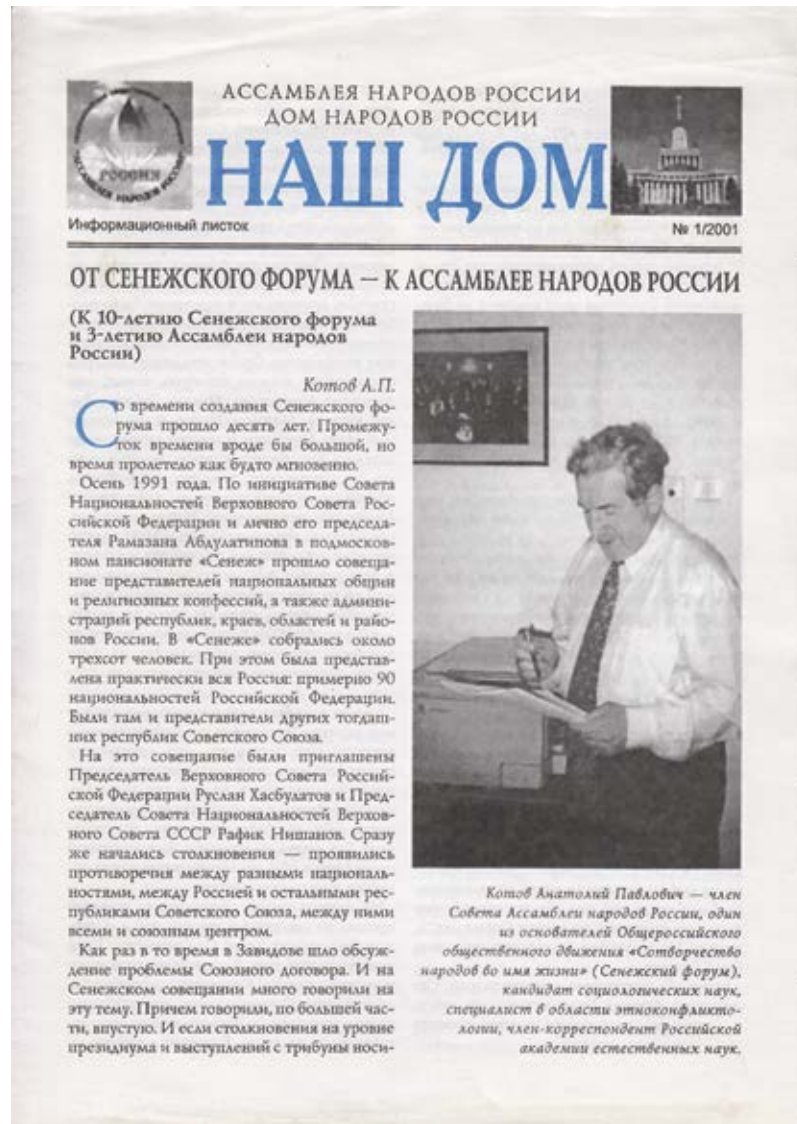 АССАМБЛЕЯ НАРОДОВ РОССИИ
ДОМ НАРОДОВ РОССИИ
РОССИЯ
НАШ ДОМ
Информационный листок
№ 1/2001
ОТ СЕНЕЖСКОГО ФОРУМА — К АССАМБЛЕЕ НАРОДОВ РОССИИ
(К 10-летию Сенежского форума
и 3-летию Ассамблеи народов
России)
Котов А.П.
Со времени создания Сенежского фо-
рума прошло десять лет. Промежу-
ток времени вроде бы большой, но
время пролетело как будто мгновенно.
Осень 1991 года. По инициативе Совета
Национальностей Верховного Совета Рос-
сийской Федерации и лично его председа-
теля Рамазана Абдулатипова в подмосков-
ном пансионате «Сенеж» прошло совеща-
ние представителей национальных общин
и религиозных конфессий, а также админи-
страций республик, краев, областей и райо-
нов России. В «Сенеже» собрались около
трехсот человек. При этом была представ-
лена практически вся Россия: примерно 90
национальностей Российской Федерации.
Были там и представители других тогдаш-
них республик Советского Союза.
На это совещание были приглашены
Председатель Верховного Совета Россий-
ской Федерации Руслан Хасбулатов и Пред-
седатель Совета Национальностей Верхов-
ного Совета СССР Рафик Нишанов. Сразу
же начались столкновения — проявились
противоречия между разными националь-
ностями, между Россией и остальными рес-
публиками Советского Союза, между ними
всеми и союзным центром.
Как раз в то время в Завидове шло обсуж-
дение проблемы Союзного договора. И на
Сенежском совещании много говорили на
эту тему. Причем говорили, по большей час-
ти, впустую. И если столкновения на уровне
президиума и выступлений с трибуны носи-
Котов Анатолий Павлович — член
Совета Ассамблеи народов России, один
из основателей Общероссийского
общественного движения «Сотворчество
народов во имя жизни» (Сенежский форум),
кандидат социологических наук,
специалист в области этноконфликто-
логии, член-корреспондент Российской
академии естественных наук.